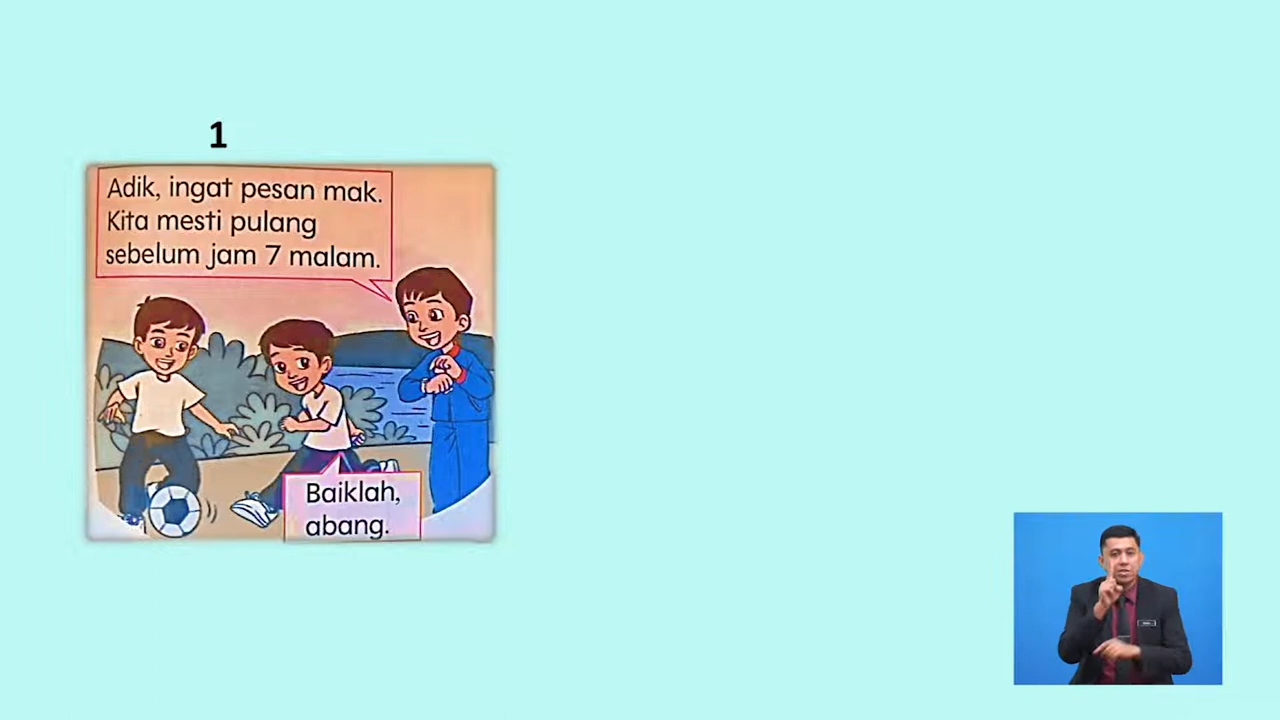 1
Adik, ingat pesan mak.
Kita mesti pulang
sebelum jam 7 malam.
Baiklah,
abang.